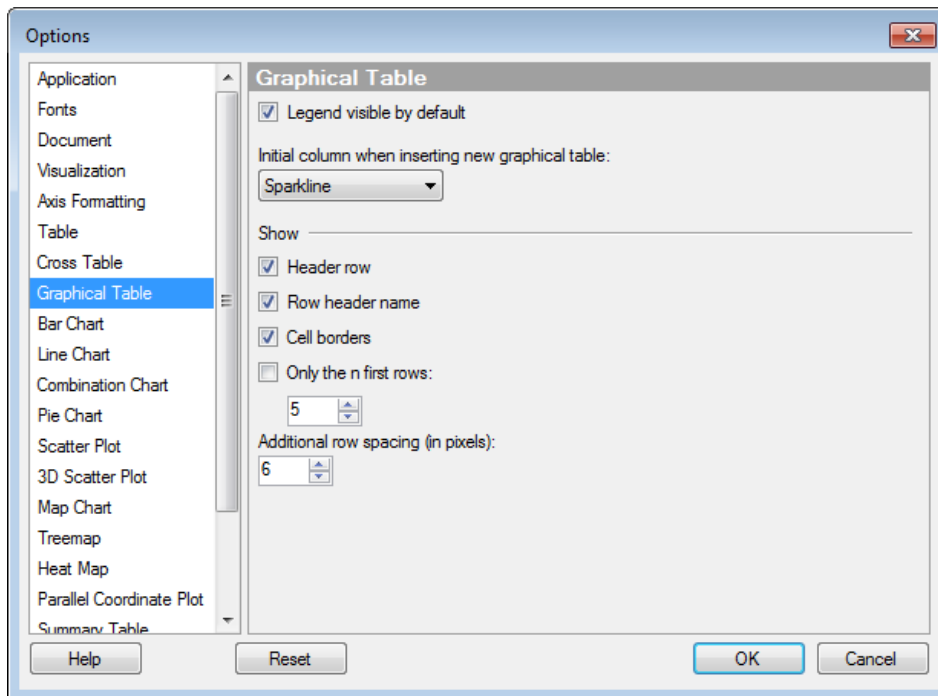 Options
Application
Fonts
Document
Visualization
Axis Formatting
Table
Cross Table
Graphical Table
Bar Chart
Line Chart
Combination Chart
Pie Chart
Scatter Plot
3D Scatter Plot
Map Chart
Treemap
Heat Map
Parallel Coordinate Plot
Summary Table
Graphical Table
Legend visible by default
Initial column when inserting new graphical table:
Sparkline
Show
Header row
Row header name
Cell borders
Only the n first rows:
5
Additional row spacing (in pixels):
6
Help
Reset
OK
Cancel